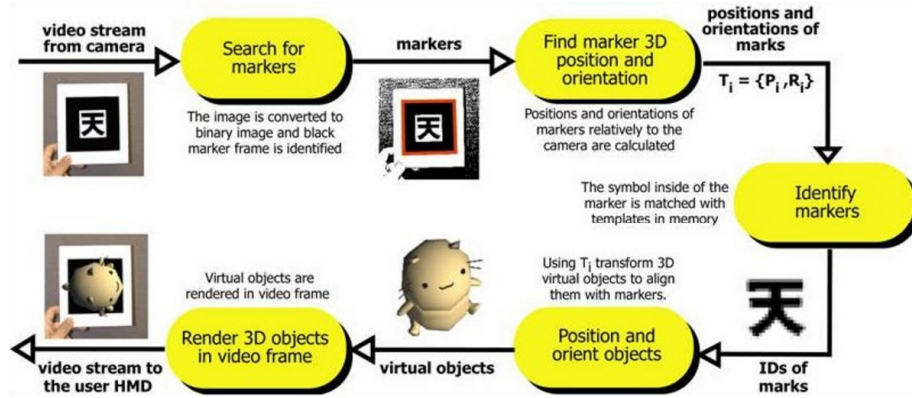 video stream
from camera
天
Search for
markers
The image is converted to
binary image and black
marker frame is identified
markers
天
Find marker 3D
position and
orientation
Positions and orientations of
markers relatively to the
camera are calculated
positions and
orientations of
marks
Ti = {Pi,Ri}
The symbol inside of the
marker is matched with
templates in memory
Identify
markers
天
IDs of
marks
Using Ti transform 3D
virtual objects to align
them with markers.
Position and
orient objects
virtual objects
Virtual objects are
rendered in video frame
Render 3D objects
in video frame
video stream to
the user HMD